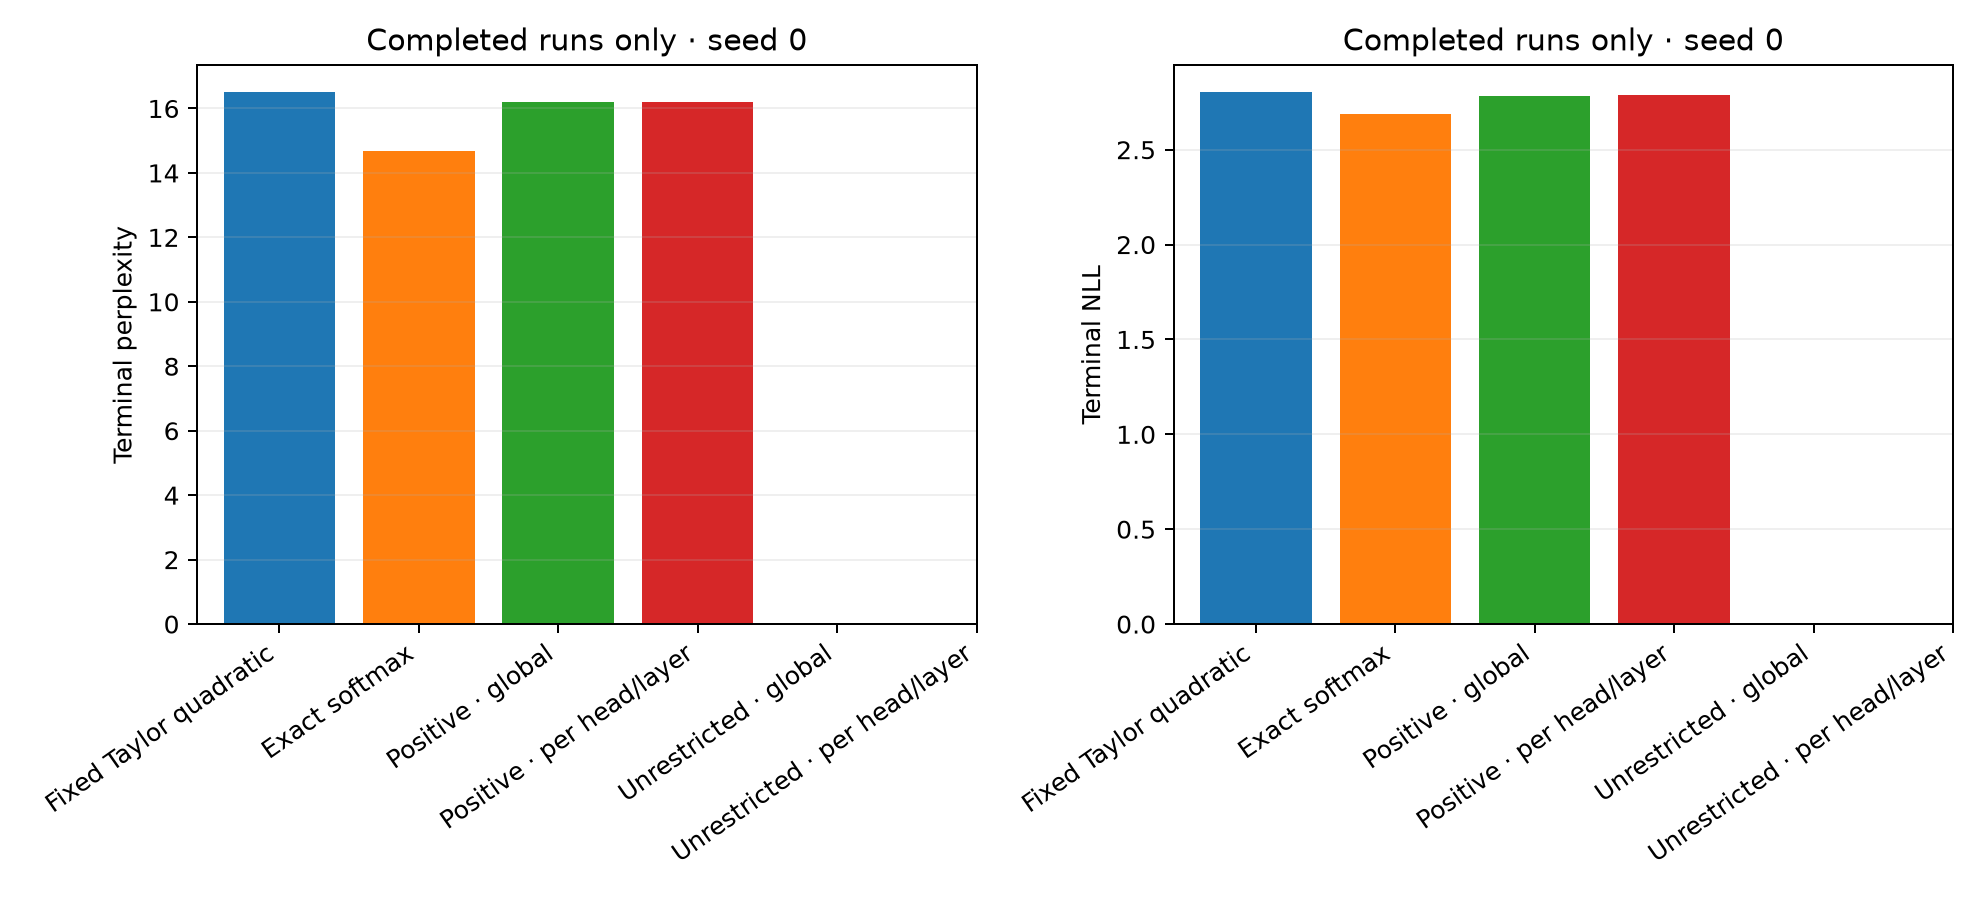 Completed runs only · seed 0
Terminal perplexity
16
14
12
10
8
6
4
2
0
Fixed Taylor quadratic
Exact softmax
Positive · global
Positive · per head/layer
Unrestricted · global
Unrestricted · per head/layer
Completed runs only · seed 0
Terminal NLL
2.5
2.0
1.5
1.0
0.5
0.0
Fixed Taylor quadratic
Exact softmax
Positive · global
Positive · per head/layer
Unrestricted · global
Unrestricted · per head/layer